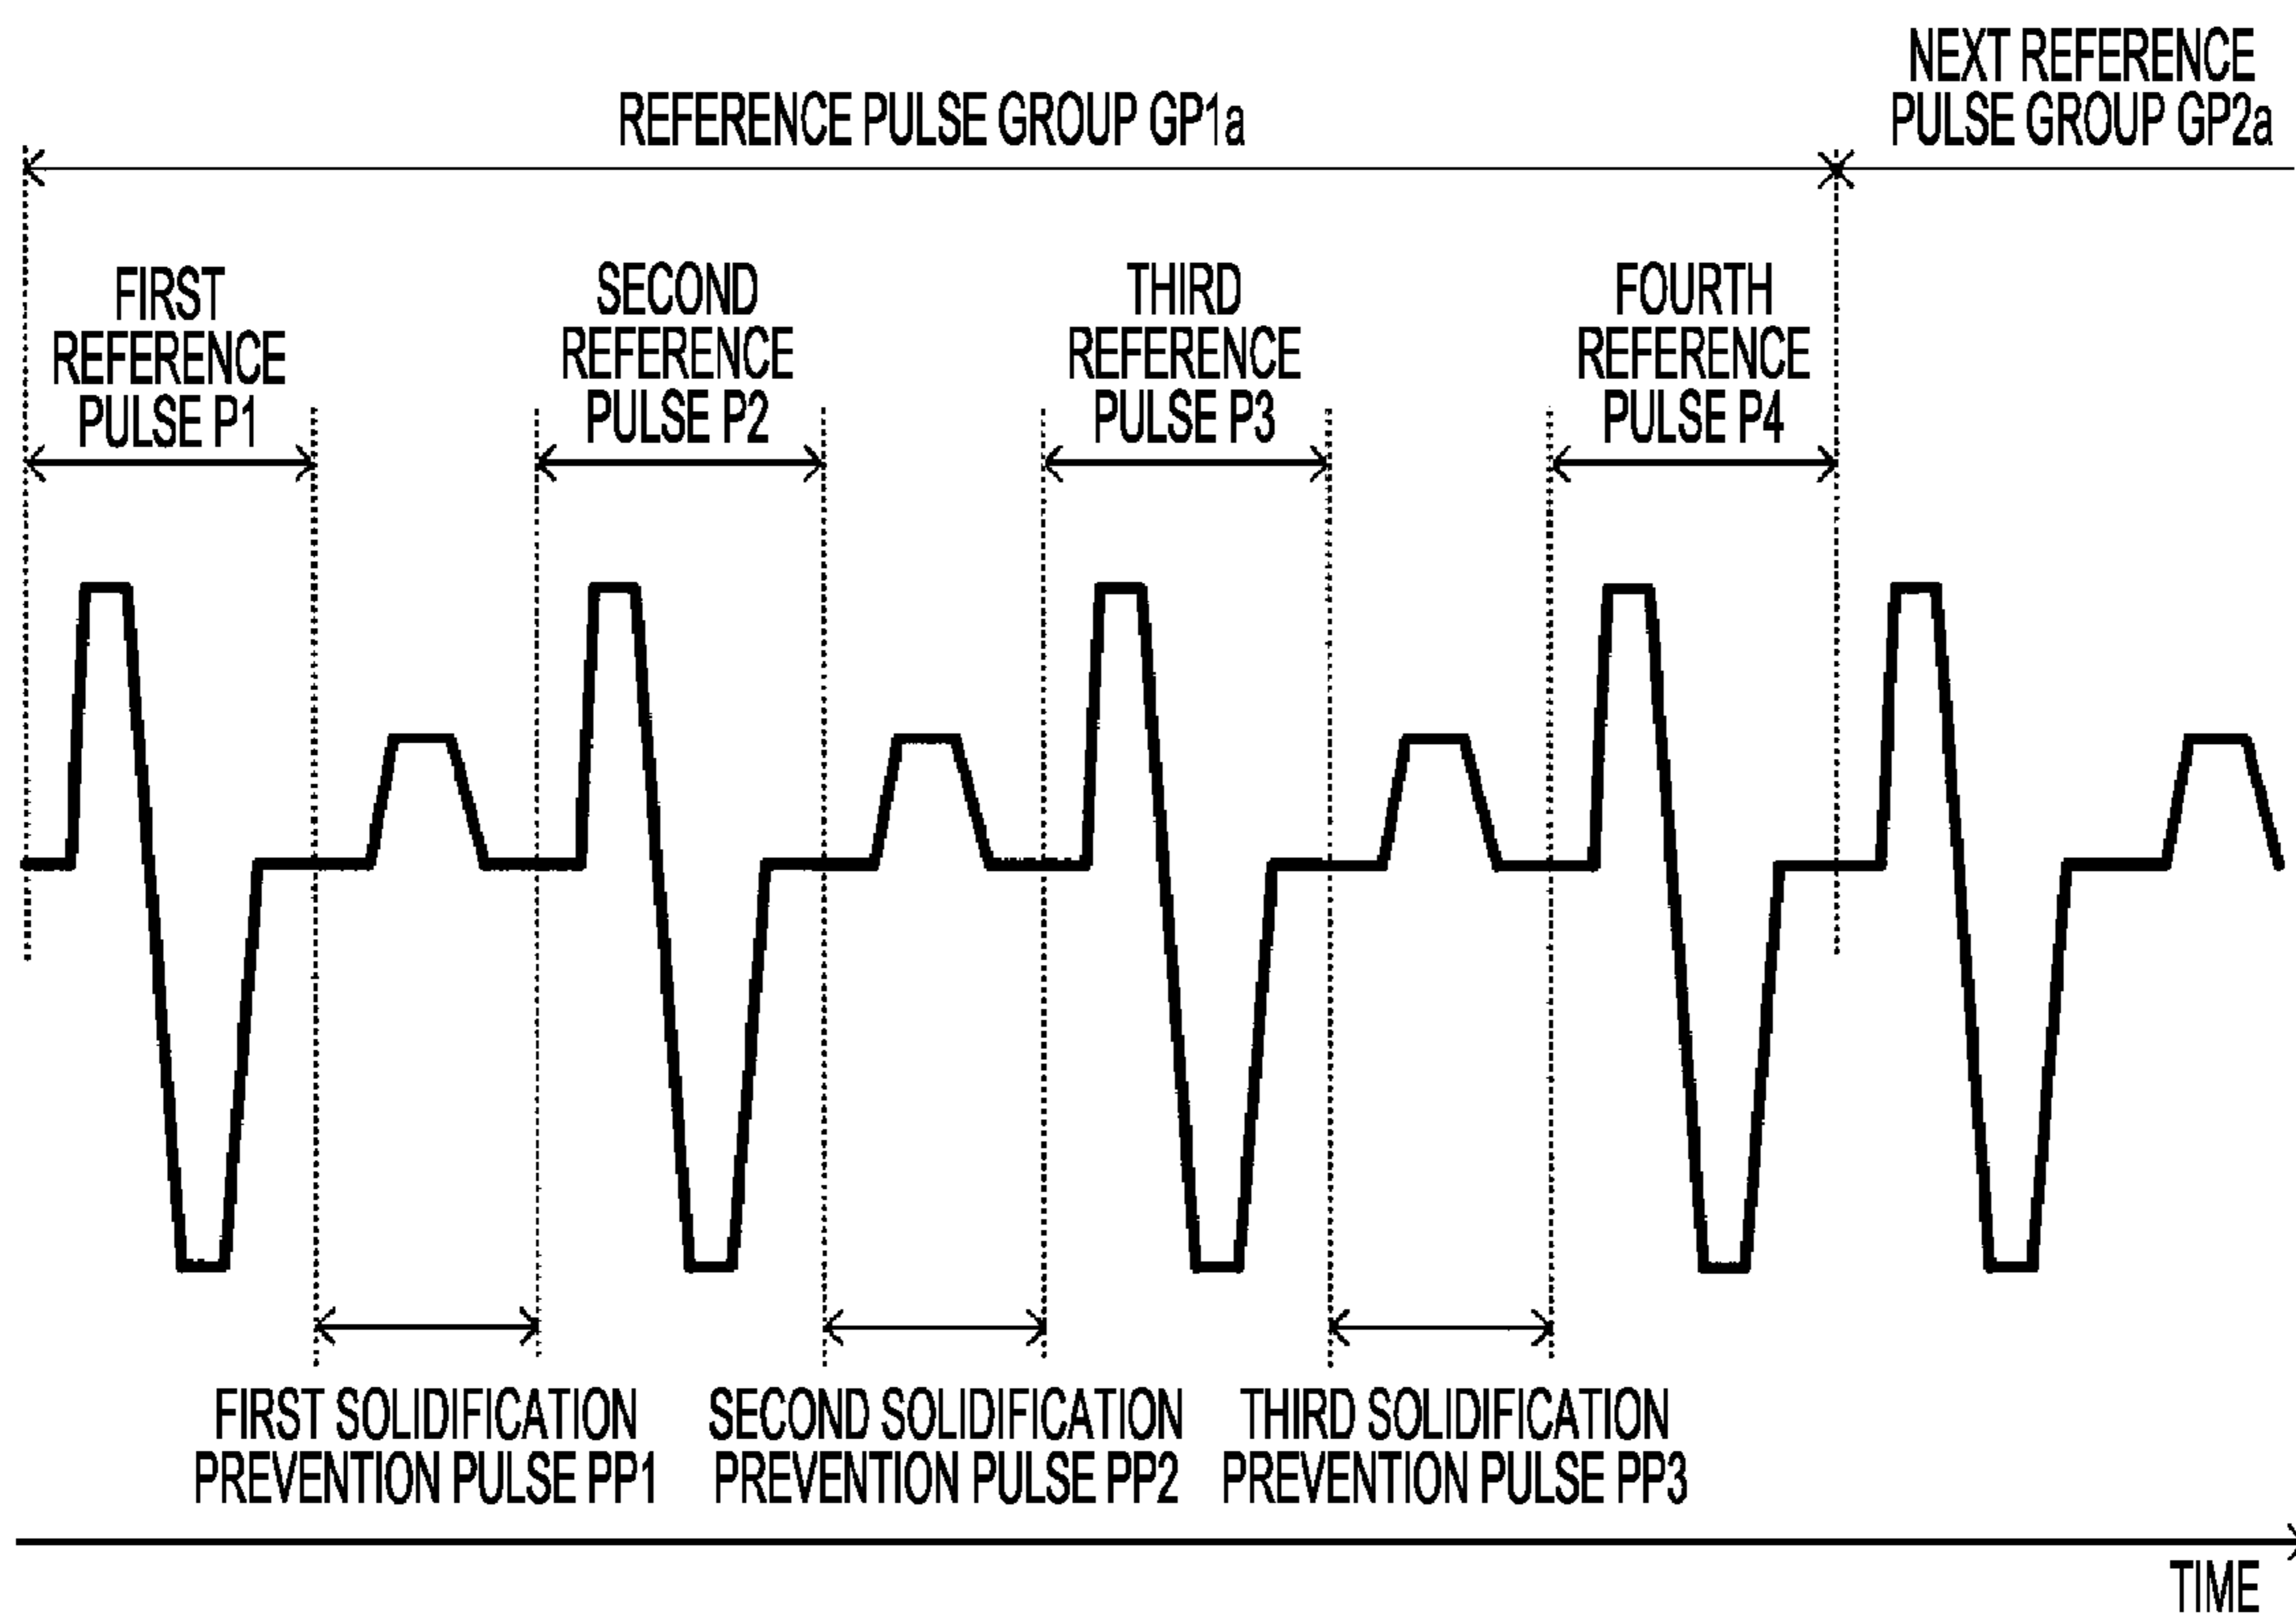 REFERENCE PULSE GROUP GP1a
NEXT REFERENCE
PULSE GROUP GP2a
FIRST
REFERENCE
PULSE P1
SECOND
REFERENCE
PULSE P2
THIRD
REFERENCE
PULSE P3
FOURTH
REFERENCE
PULSE P4
FIRST SOLIDIFICATION
PREVENTION PULSE PP1
SECOND SOLIDIFICATION
PREVENTION PULSE PP2
THIRD SOLIDIFICATION
PREVENTION PULSE PP3
TIME